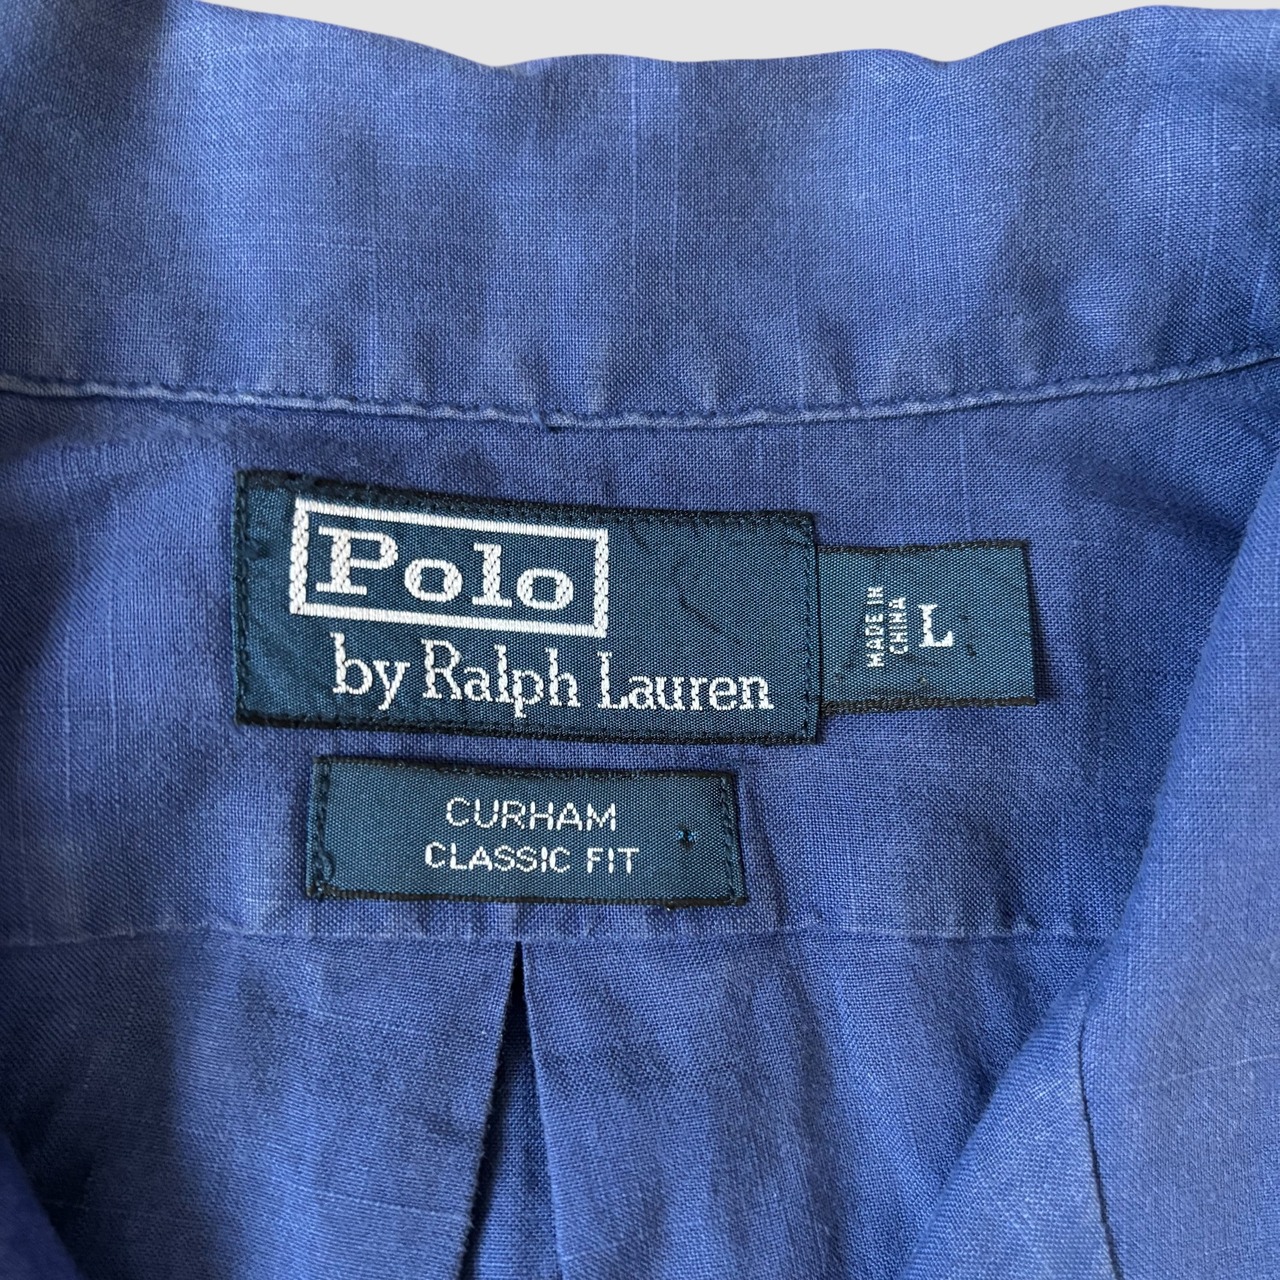 Polo
by Ralph Lauren
MADE IN
CHINA
L
CURHAM
CLASSIC FIT